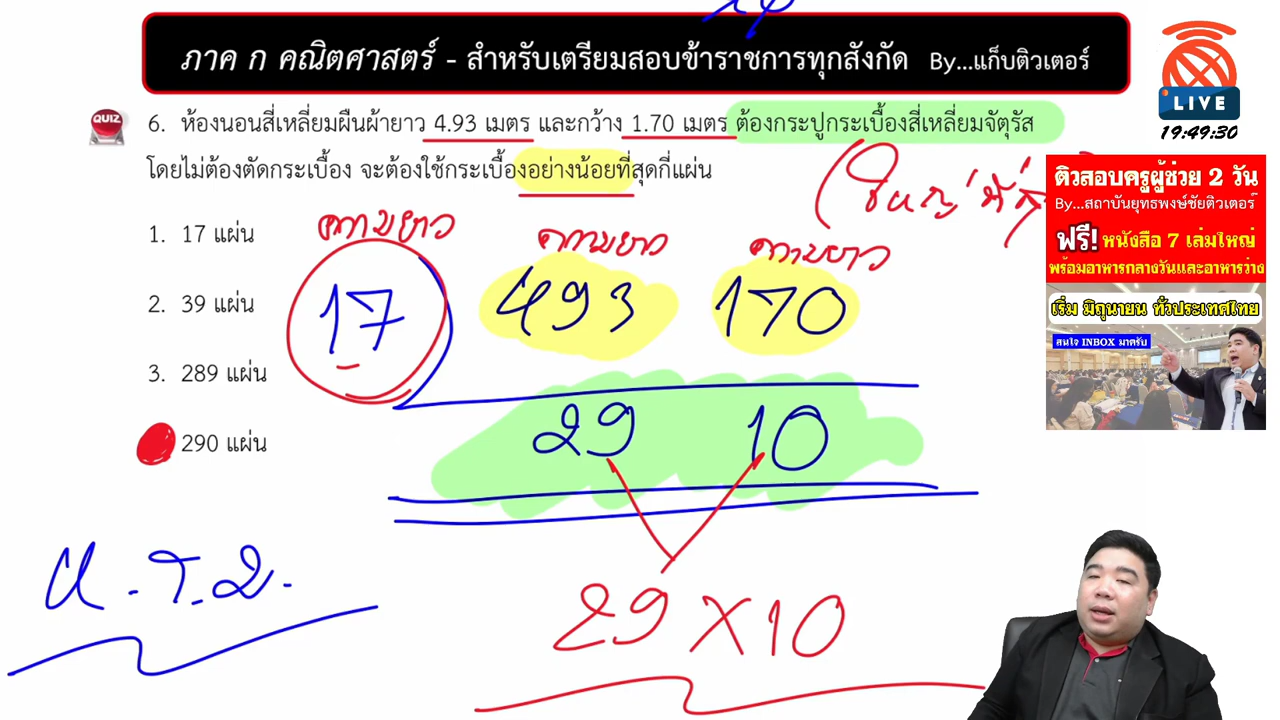 ภาค ก คณิตศาสตร์ - สำหรับเตรียมสอบข้าราชการทุกสังกัด By...แก็บติวเตอร์
LIVE
19:49:30
QUIZ
6. ห้องนอนสี่เหลี่ยมผืนผ้ายาว 4.93 เมตร และกว้าง 1.70 เมตร ต้องกระปูกระเบื้องสี่เหลี่ยมจัตุรัส
โดยไม่ต้องตัดกระเบื้อง จะต้องใช้กระเบื้องอย่างน้อยที่สุดกี่แผ่น
(ใหญ่ที่สุ
1. 17 แผ่น
2. 39 แผ่น
3. 289 แผ่น
290 แผ่น
ความยาว ความยาว ความยาว
17 493 170
29 10
29 X 10
ห.ร.ม.
ติวสอบครูผู้ช่วย 2 วัน
By...สถาบันยุทธพงษ์ชัยติวเตอร์
ฟรี! หนังสือ 7 เล่มใหญ่
พร้อมอาหารกลางวันและอาหารว่าง
เริ่ม มิถุนายน ทั่วประเทศไทย
สนใจ INBOX มาครับ